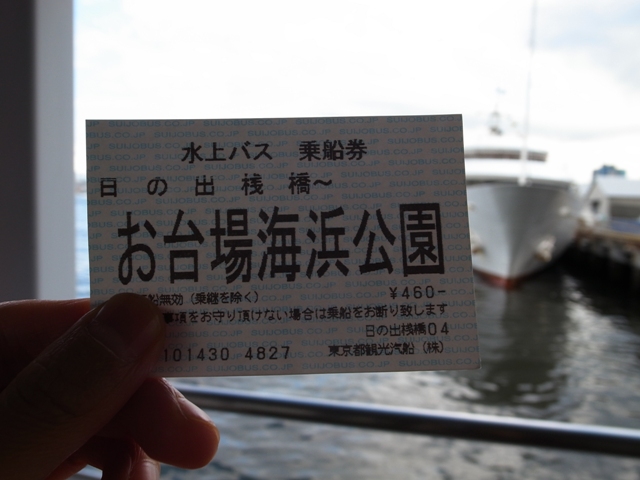 水上バス 乗船券
日の出桟橋~
お台場海浜公園
船無効(乗継を除く) ¥460-
事項をお守り頂けない場合は乗船をお断り致します
日の出桟橋04
101430 4827 東京都観光汽船(株)